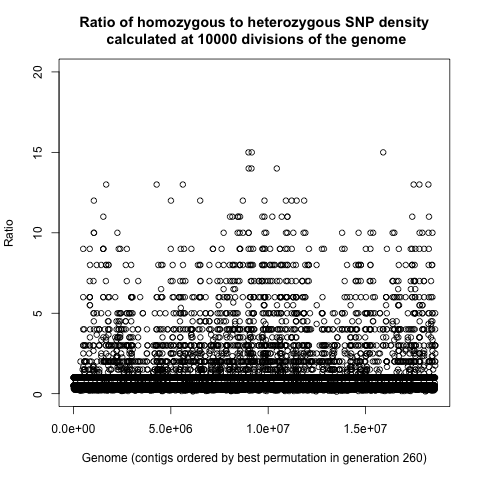 Ratio of homozygous to heterozygous SNP density
calculated at 10000 divisions of the genome
Ratio
20
15
10
5
0
0.0e+00 5.0e+06 1.0e+07 1.5e+07
Genome (contigs ordered by best permutation in generation 260)